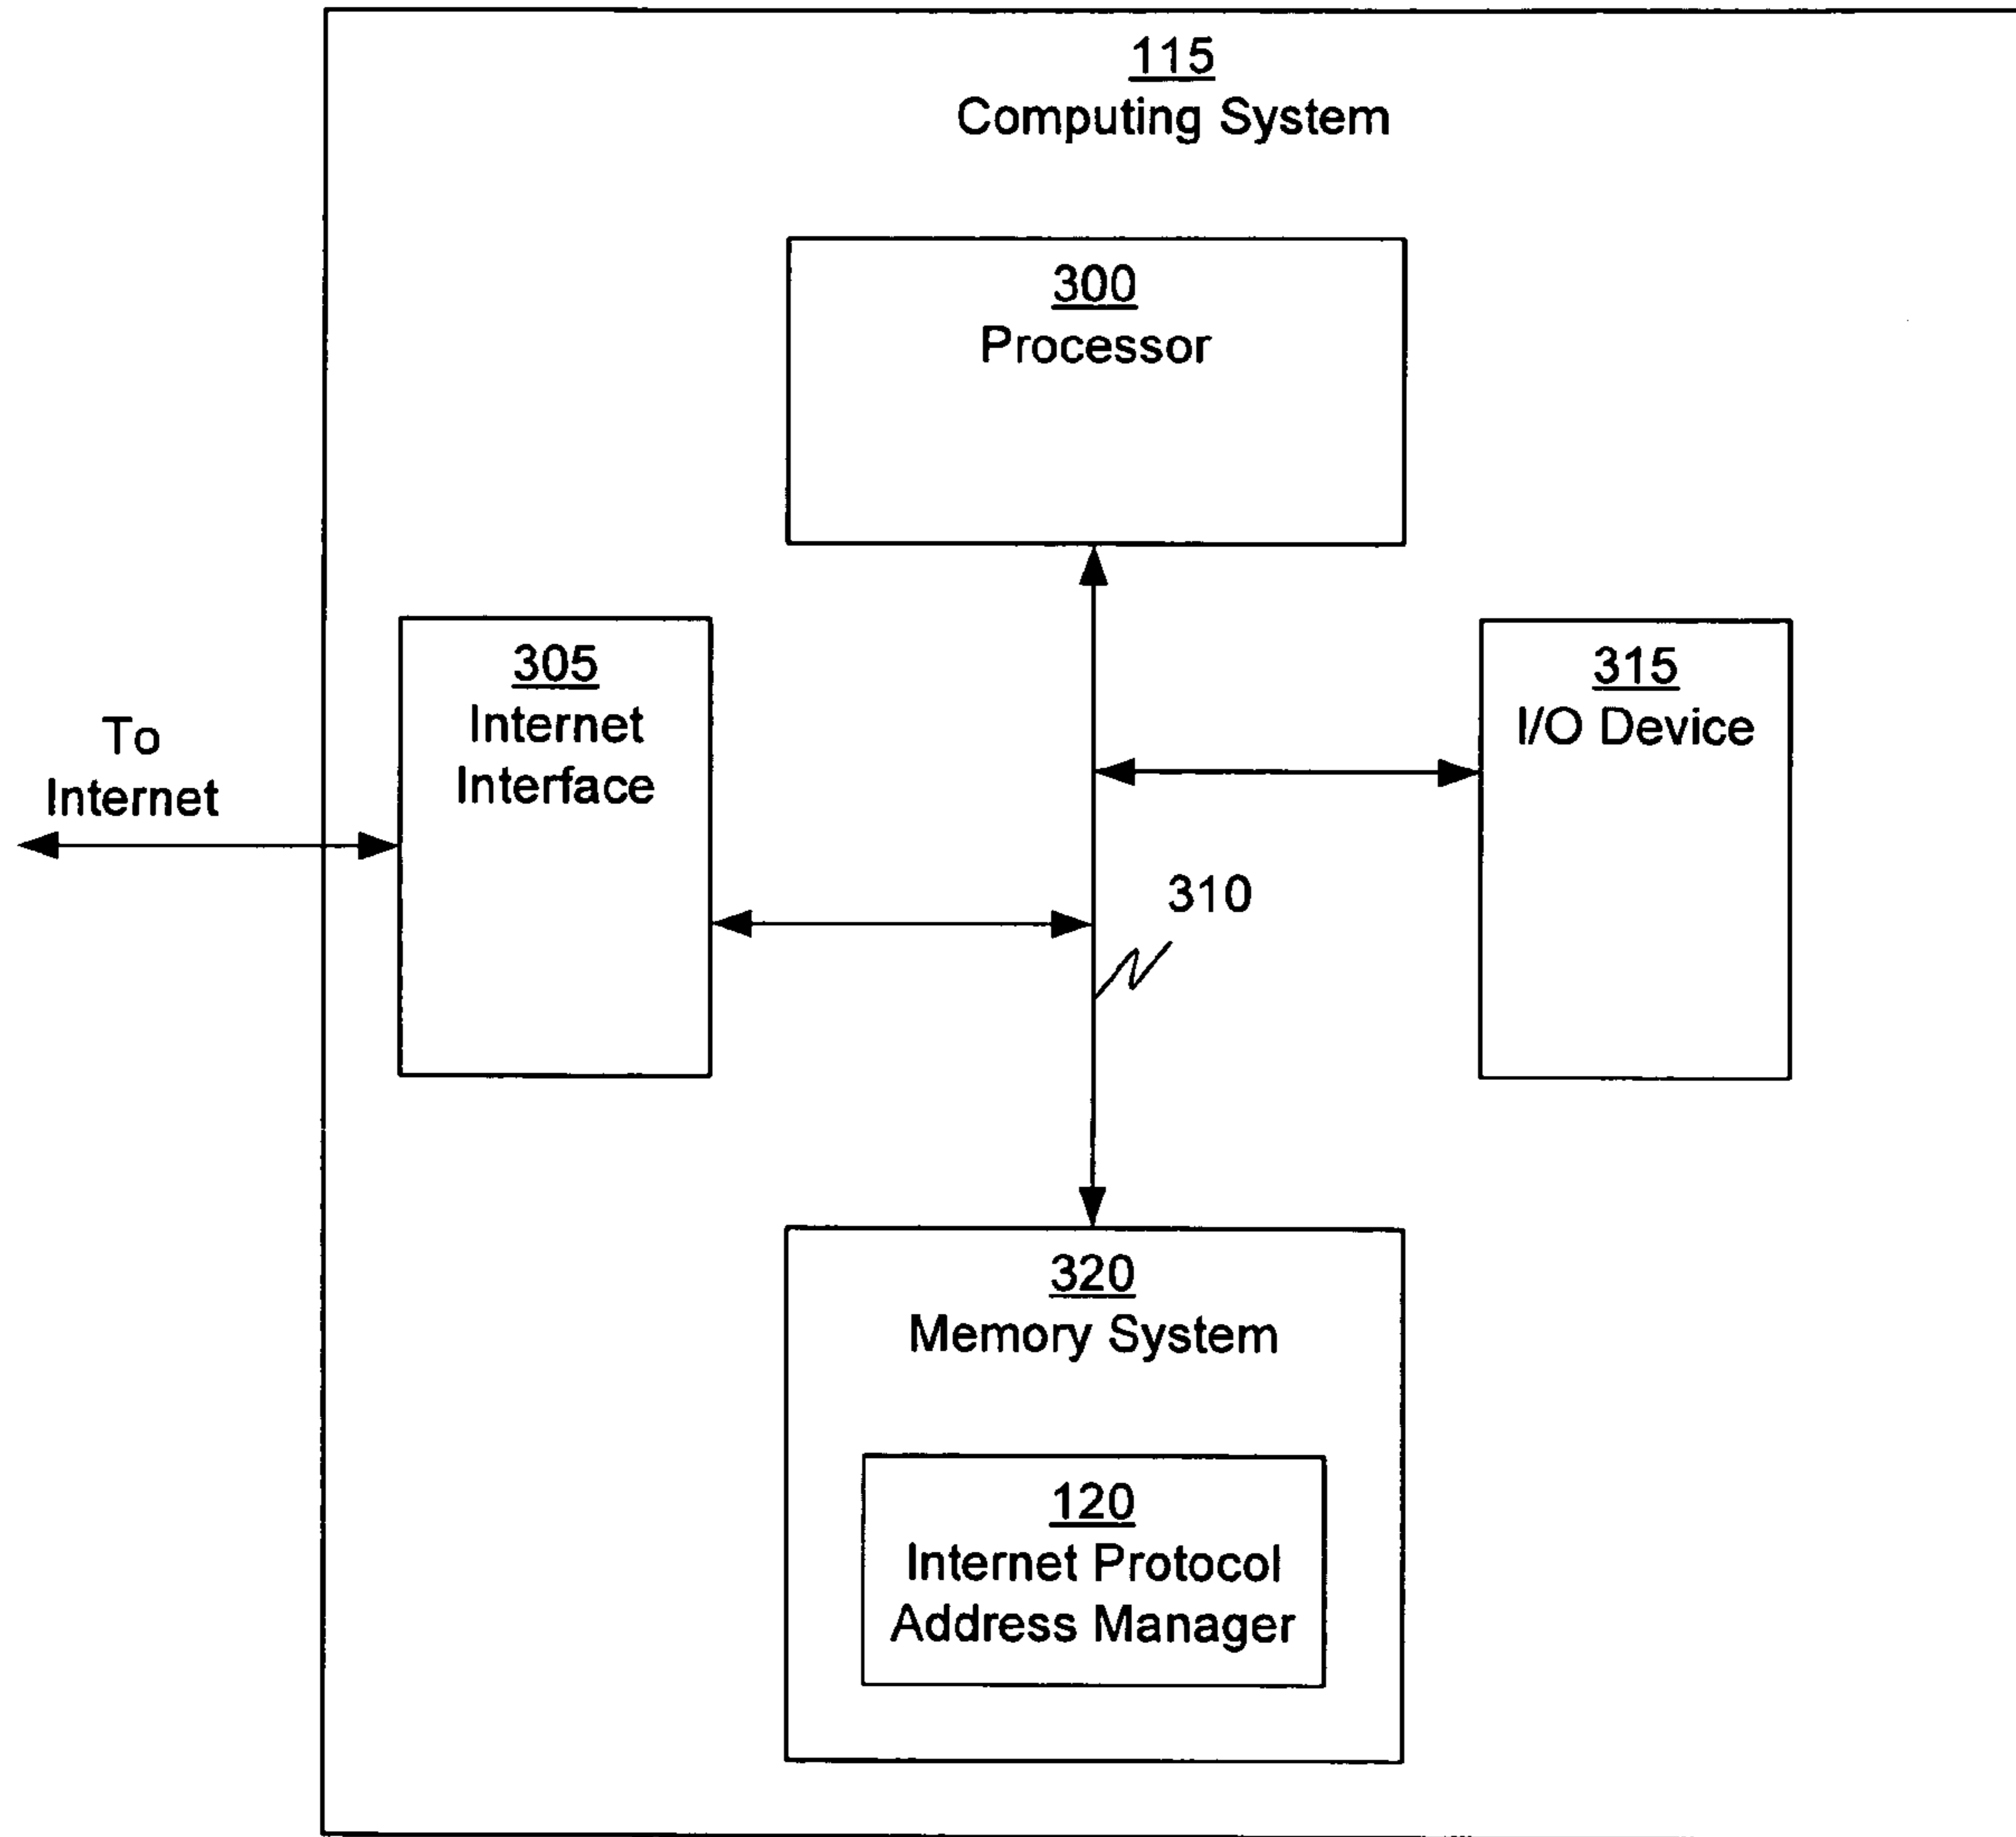 115
Computing System
300
Processor
305
Internet
Interface
315
I/O Device
To
Internet
310
320
Memory System
120
Internet Protocol
Address Manager